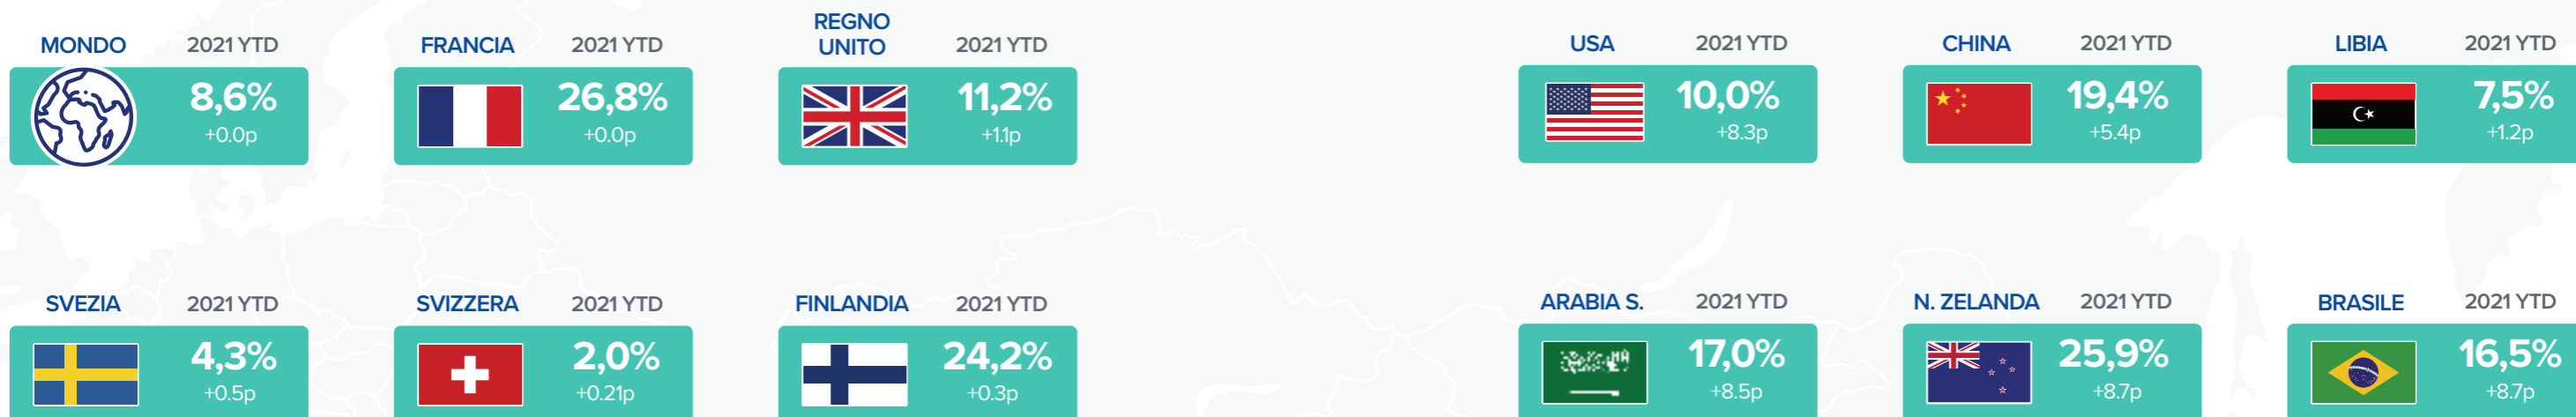 MONDO 2021 YTD
8,6%
+0.0p
FRANCIA 2021 YTD
26,8%
+0.0p
REGNO
UNITO 2021 YTD
11,2%
+1.1p
USA 2021 YTD
10,0%
+8.3p
CHINA 2021 YTD
19,4%
+5.4p
LIBIA 2021 YTD
7,5%
+1.2p
SVEZIA 2021 YTD
4,3%
+0.5p
SVIZZERA 2021 YTD
2,0%
+0.21p
FINLANDIA 2021 YTD
24,2%
+0.3p
ARABIA S. 2021 YTD
17,0%
+8.5p
N. ZELANDA 2021 YTD
25,9%
+8.7p
BRASILE 2021 YTD
16,5%
+8.7p